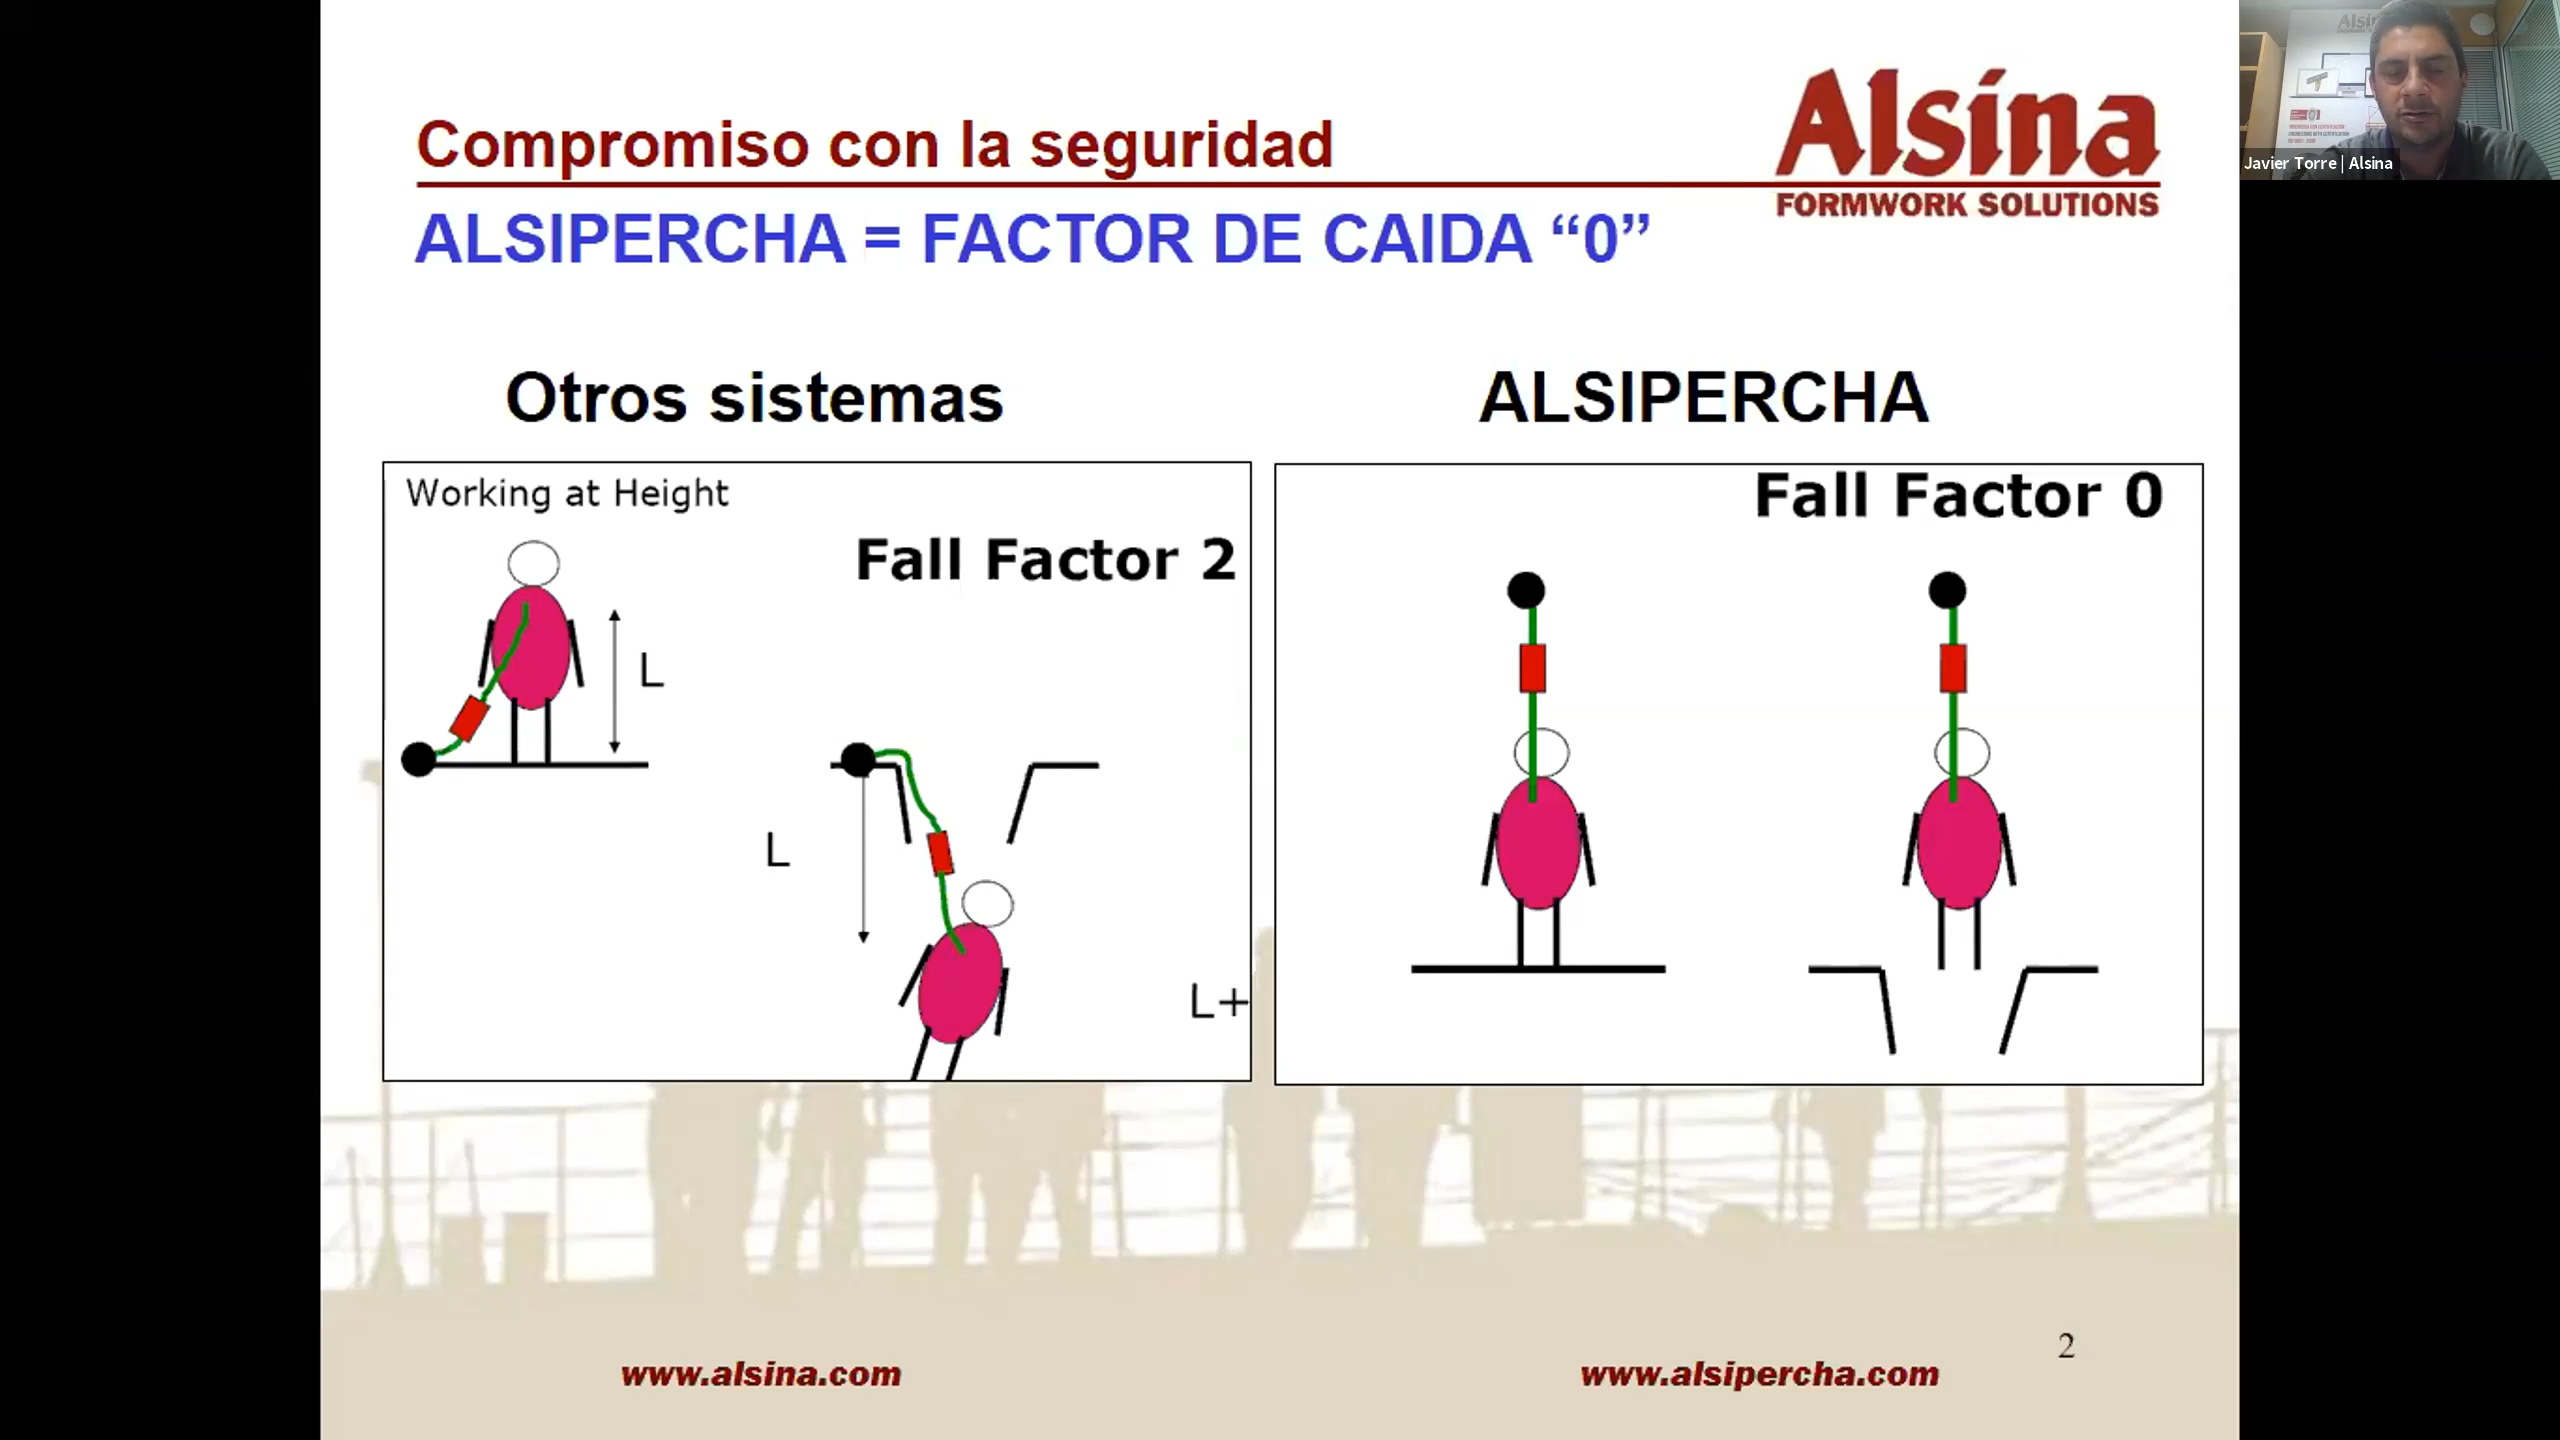 Compromiso con la seguridad
Alsína
FORMWORK SOLUTIONS
ALSIPERCHA = FACTOR DE CAIDA “0”
Otros sistemas
ALSIPERCHA
Working at Height
Fall Factor 2
L
L
L+
Fall Factor 0
www.alsina.com
www.alsipercha.com
2
Javier Torre | Alsina